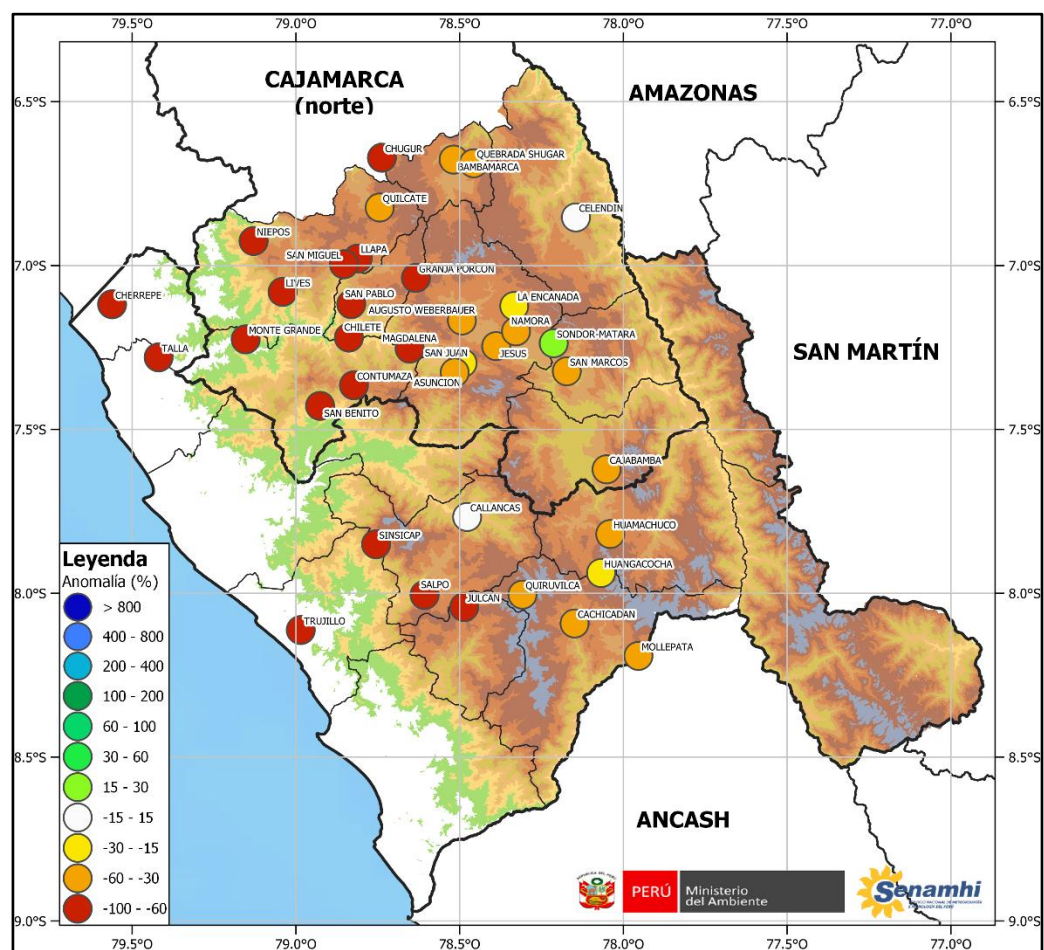 79.5°O 79.0°O 78.5°O 78.0°O 77.5°O 77.0°O
CAJAMARCA
(norte)
AMAZONAS
6.5°S 6.5°S
CHUGUR
QUEBRADA SHUGAR
BAMBAMARCA
QUILCATE
CELENDIN
NIEPOS
SAN MIGUEL
LLAPA
7.0°S 7.0°S
GRANJA PORCON
LIVES
CHERREPE
SAN PABLO
LA ENCANADA
AUGUSTO WEBERBAUER
NAMORA
MONTE GRANDE
CHILETE
SONDOR-MATARA
MAGDALENA
TALLA
SAN JUAN
JESUS
SAN MARCOS
SAN MARTÍN
CONTUMAZA
ASUNCION
SAN BENITO
7.5°S 7.5°S
CAJABAMBA
CALLANCAS
HUAMACHUCO
SINSICAP
HUANGACOCHA
SALPO
QUIRUVILCA
JULCAN
8.0°S 8.0°S
CACHICADAN
TRUJILLO
MOLLEPATA
8.5°S 8.5°S
ANCASH
Leyenda
Anomalía (%)
> 800
400 - 800
200 - 400
100 - 200
60 - 100
30 - 60
15 - 30
-15 - 15
-30 - -15
-60 - -30
-100 - -60
PERÚ
Ministerio
del Ambiente
Senamhi
9.0°S 9.0°S
79.5°O 79.0°O 78.5°O 78.0°O 77.5°O 77.0°O